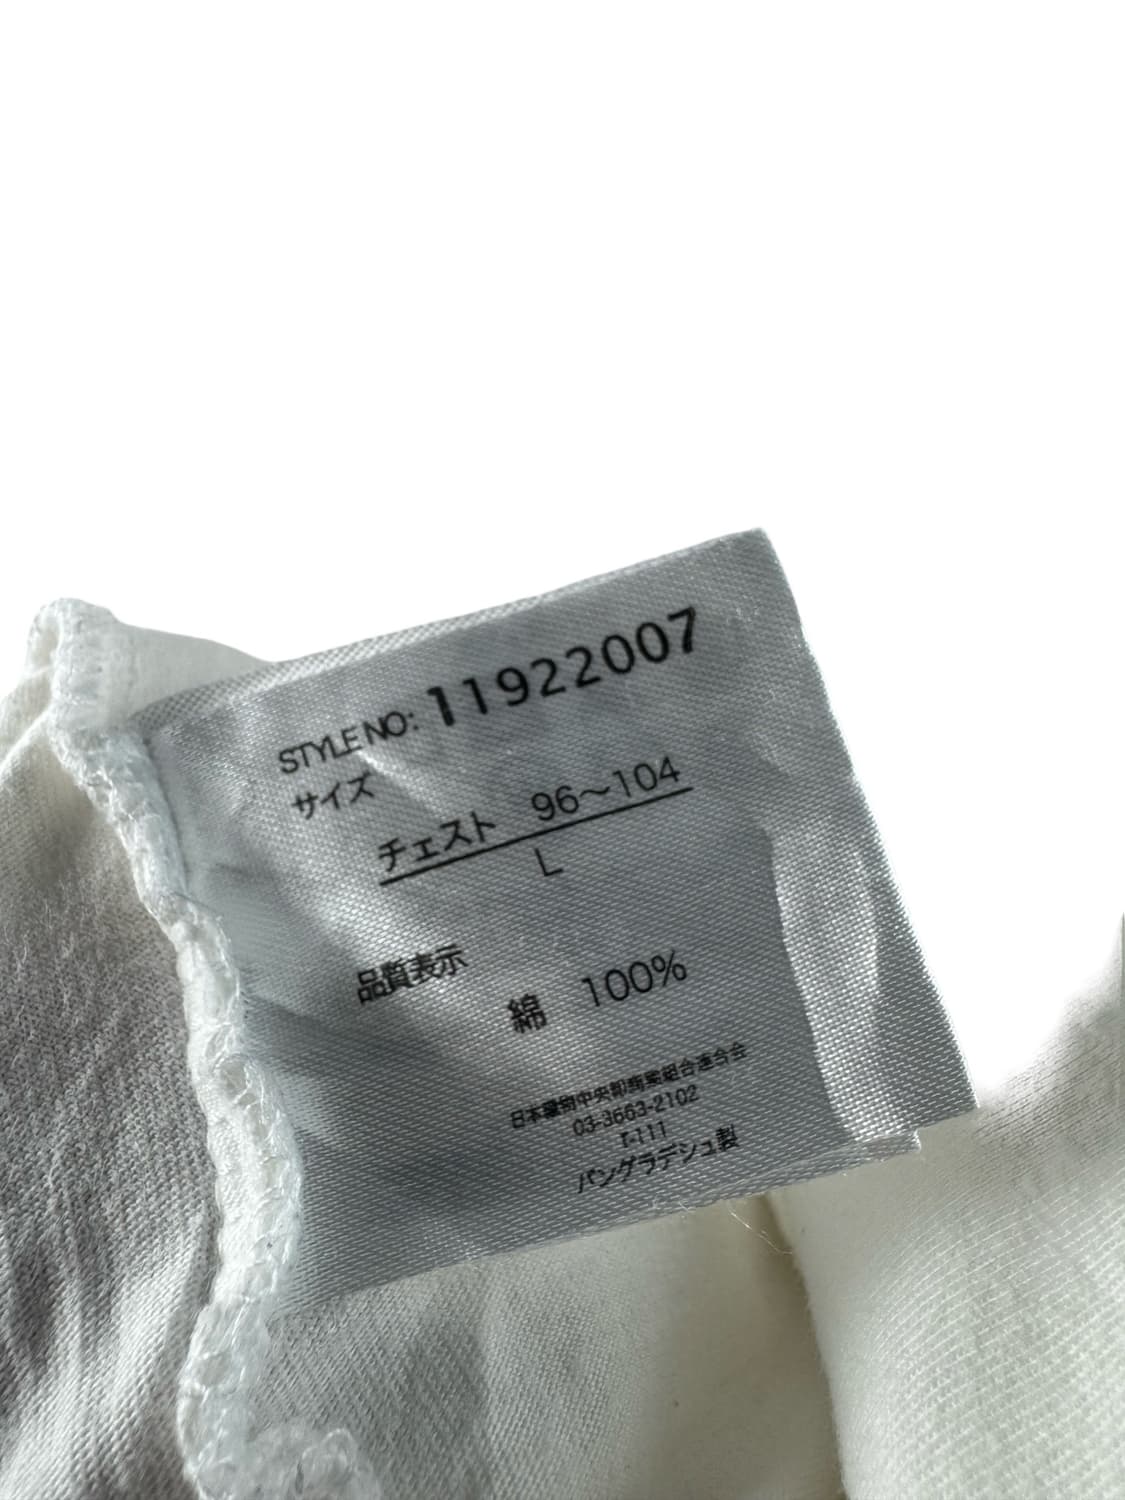 STYLE NO: 11922007
サイズ
チェスト 96〜104
L
品質表示
綿 100%
日本織物中央卸商業組合連合会
03-3663-2102
T-111
バングラデシュ製